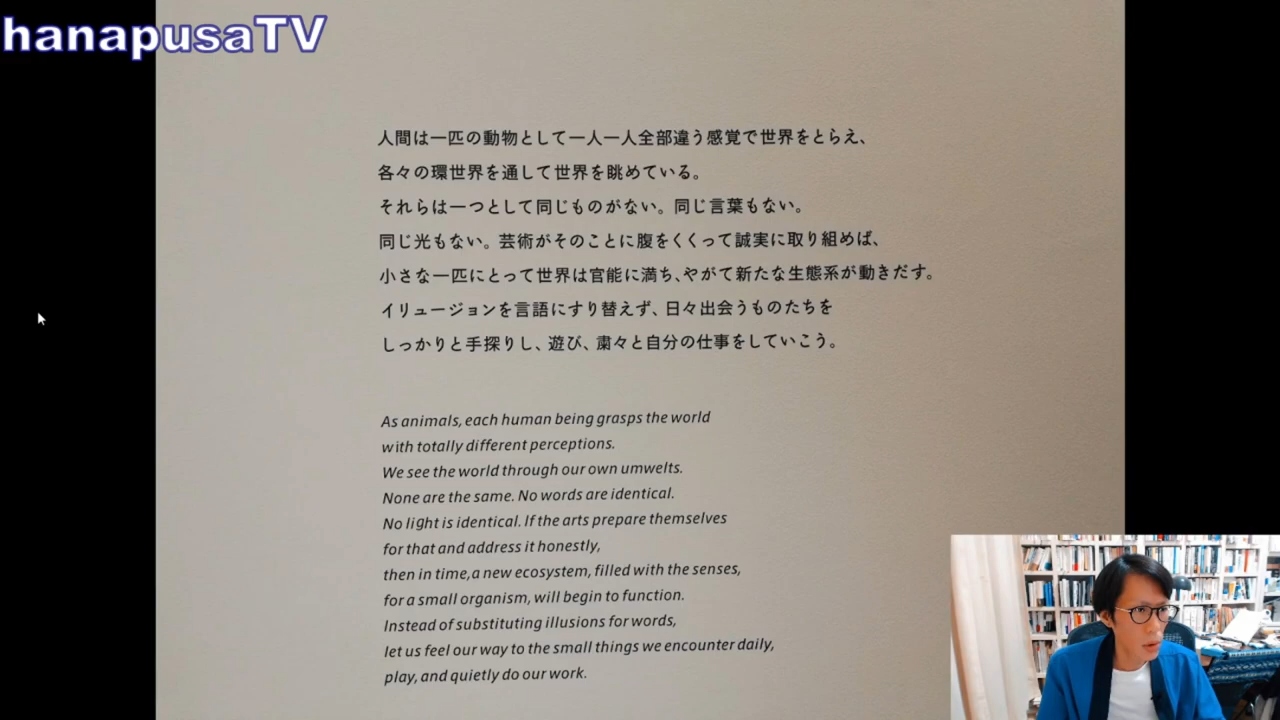 hanapusaTV
人間は一匹の動物として一人一人全部違う感覚で世界をとらえ、
各々の環世界を通して世界を眺めている。
それらは一つとして同じものがない。同じ言葉もない。
同じ光もない。芸術がそのことに腹をくくって誠実に取り組めば、
小さな一匹にとって世界は官能に満ち、やがて新たな生態系が動きだす。
イリュージョンを言語にすり替えず、日々出会うものたちを
しっかりと手探りし、遊び、粛々と自分の仕事をしていこう。
As animals, each human being grasps the world
with totally different perceptions.
We see the world through our own umwelts.
None are the same. No words are identical.
No light is identical. If the arts prepare themselves
for that and address it honestly,
then in time,a new ecosystem, filled with the senses,
for a small organism, will begin to function.
Instead of substituting illusions for words,
let us feel our way to the small things we encounter daily,
play, and quietly do our work.